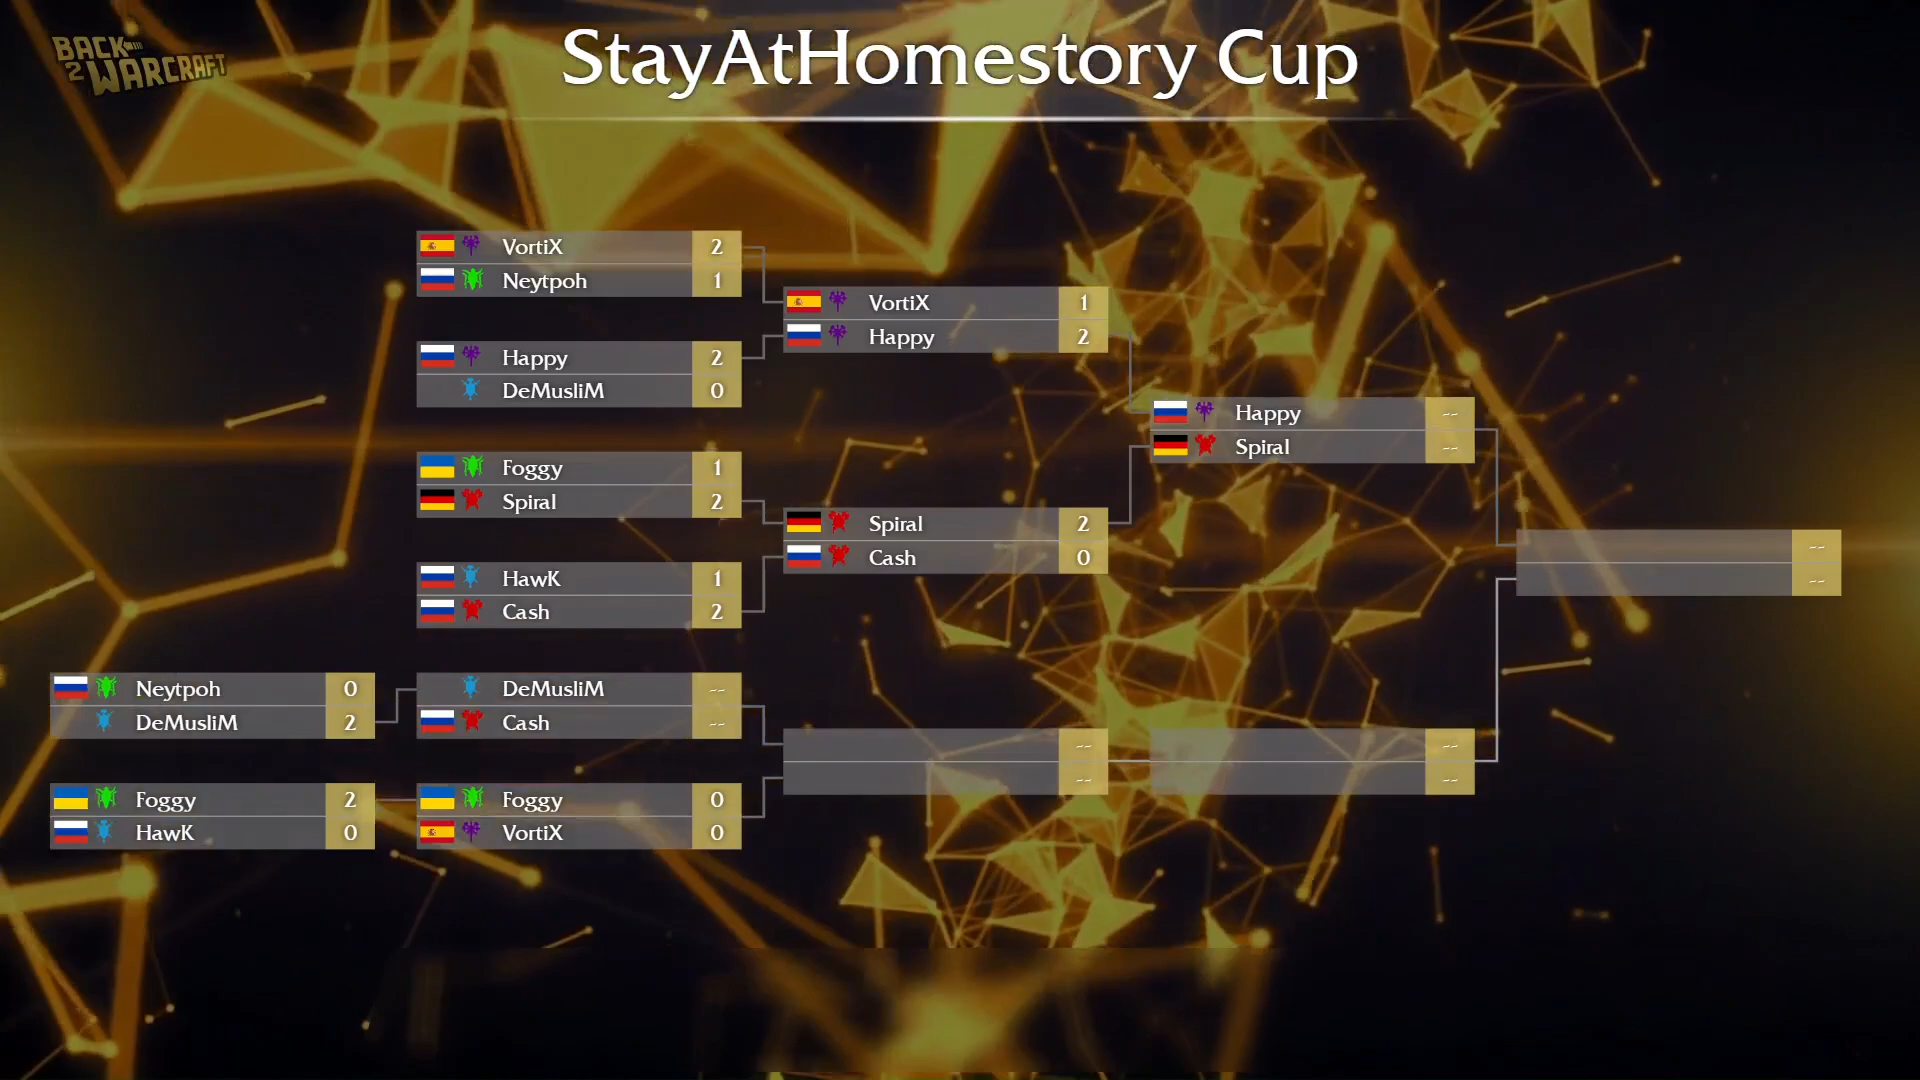 BACK
2 WARCRAFT
StayAtHomestory Cup
VortiX 2
Neytpoh 1
Happy 2
DeMusliM 0
Foggy 1
Spiral 2
HawK 1
Cash 2
VortiX 1
Happy 2
Spiral 2
Cash 0
Happy --
Spiral --
--
--
Neytpoh 0
DeMusliM 2
Foggy 2
HawK 0
DeMusliM --
Cash --
Foggy 0
VortiX 0
--
--
--
--